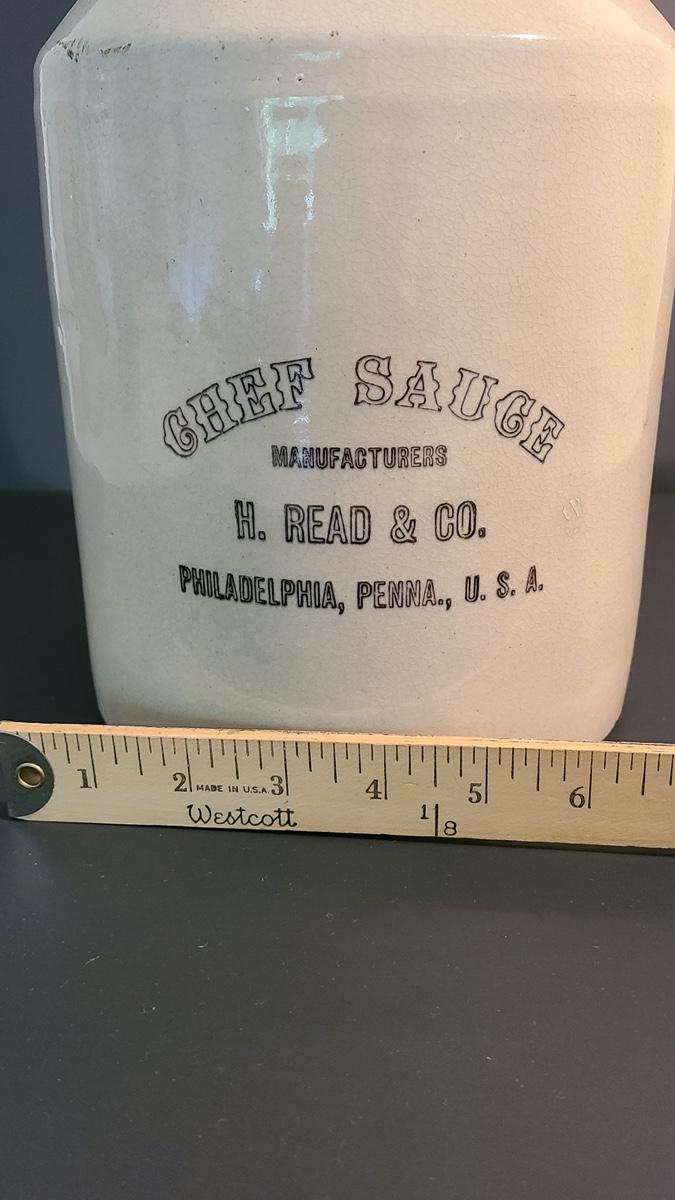 CHEF SAUCE
MANUFACTURERS
H. READ & CO.
PHILADELPHIA, PENNA., U. S. A.
1 2 MADE IN U.S.A. 3 4 5 6
Westcott 1|8